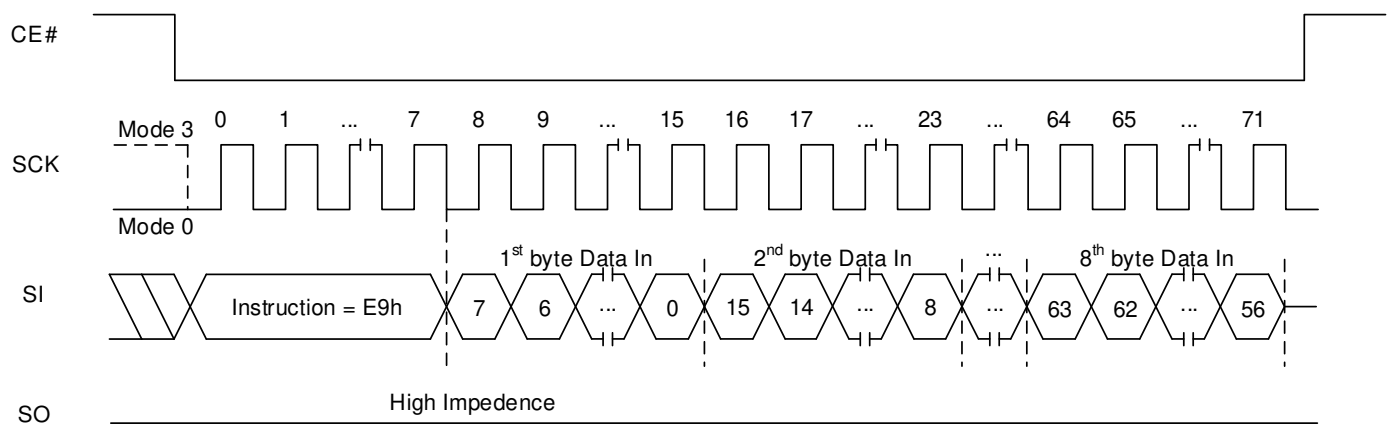 CE#
Mode 3
0 1 ... 7 8 9 ... 15 16 17 ... 23 ... 64 65 ... 71
SCK
Mode 0
1st byte Data In 2nd byte Data In ... 8th byte Data In
SI Instruction = E9h 7 6 ... 0 15 14 ... 8 ... 63 62 ... 56
High Impedence
SO